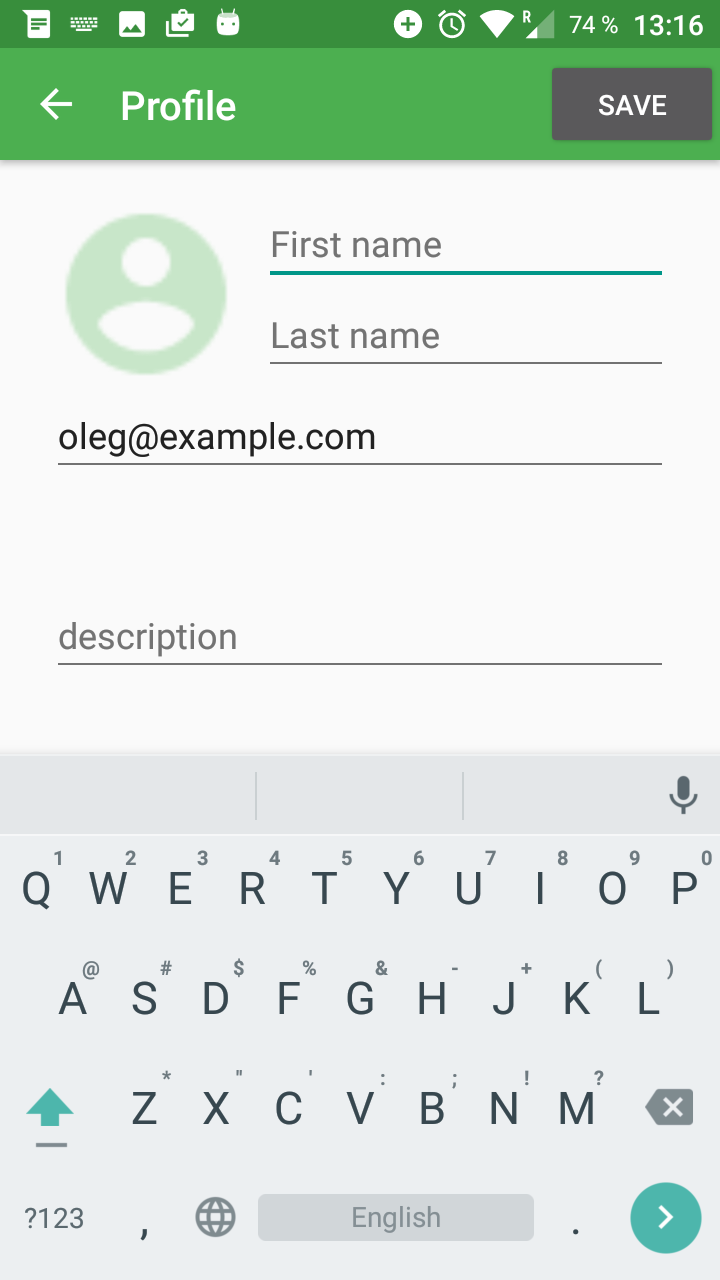 R 74 % 13:16
Profile SAVE
First name
Last name
oleg@example.com
description
1 2 3 4 5 6 7 8 9 0
Q W E R T Y U I O P
@ # $ % & - + ( )
A S D F G H J K L
* " ' : ; ! ?
Z X C V B N M
?123 , English .